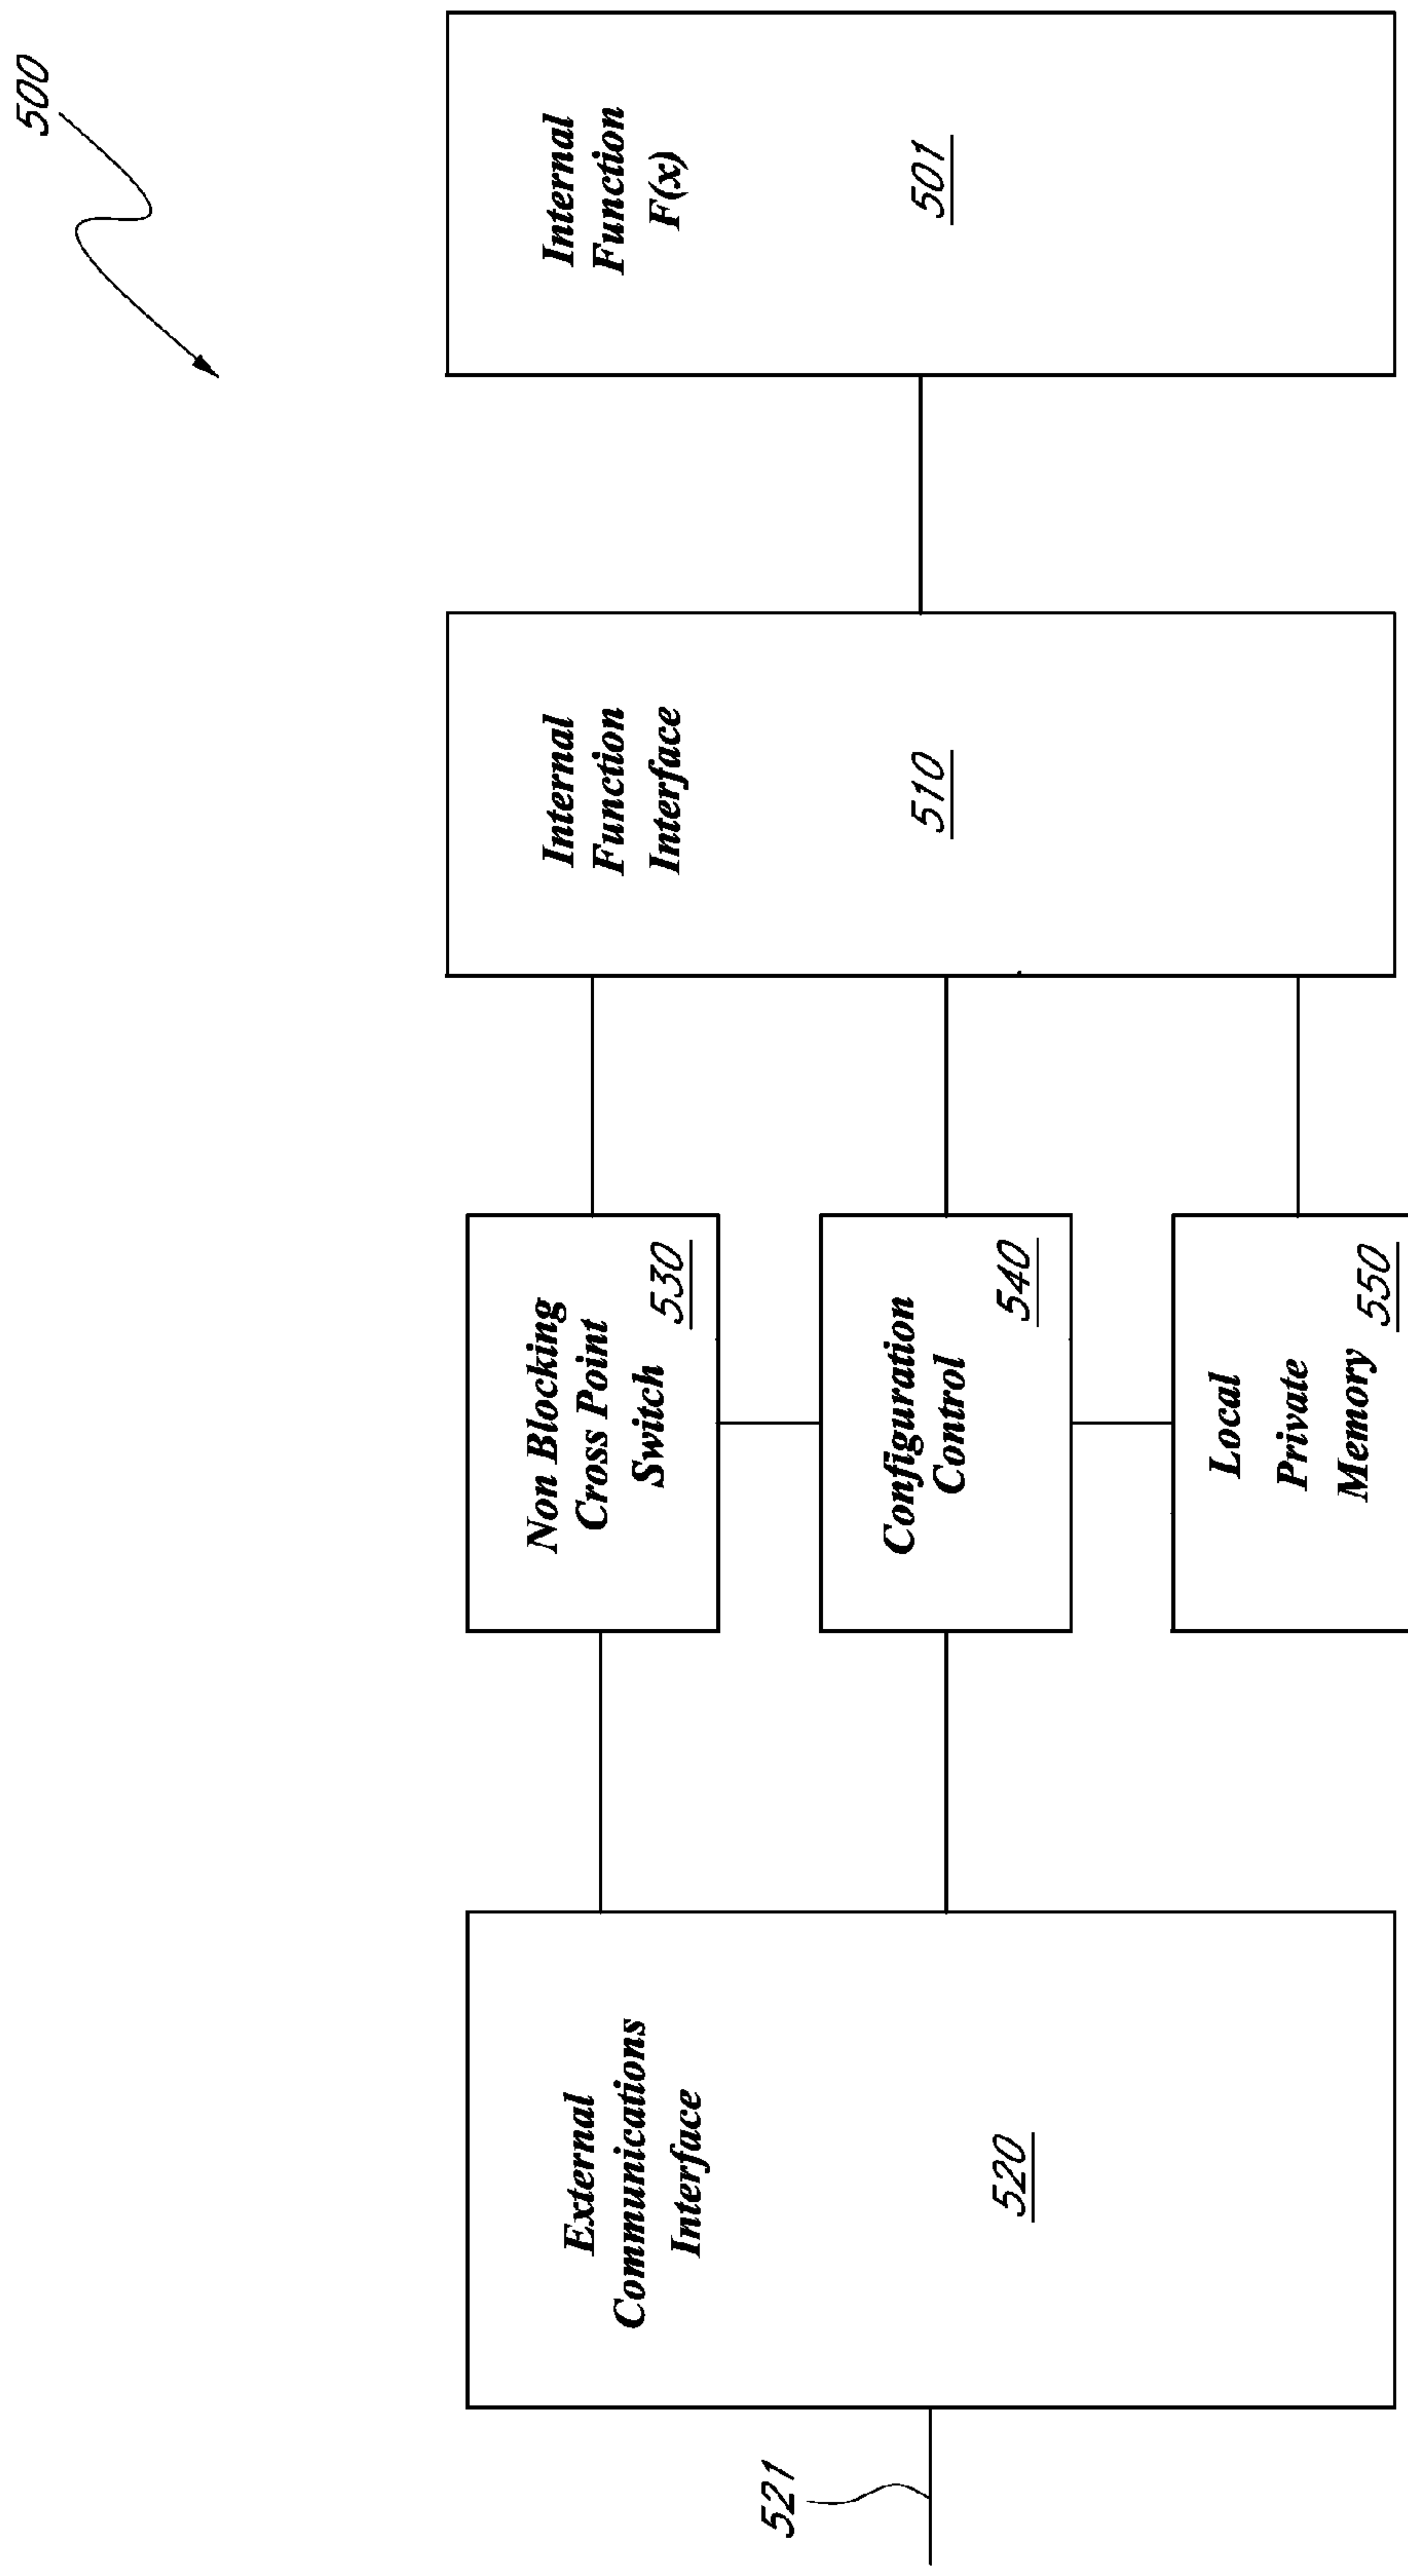 500
Internal
Function
F(x)
501
Internal
Function
Interface
510
Non Blocking
Cross Point
Switch
530
Configuration
Control
540
Local
Private
Memory
550
External
Communications
Interface
520
521